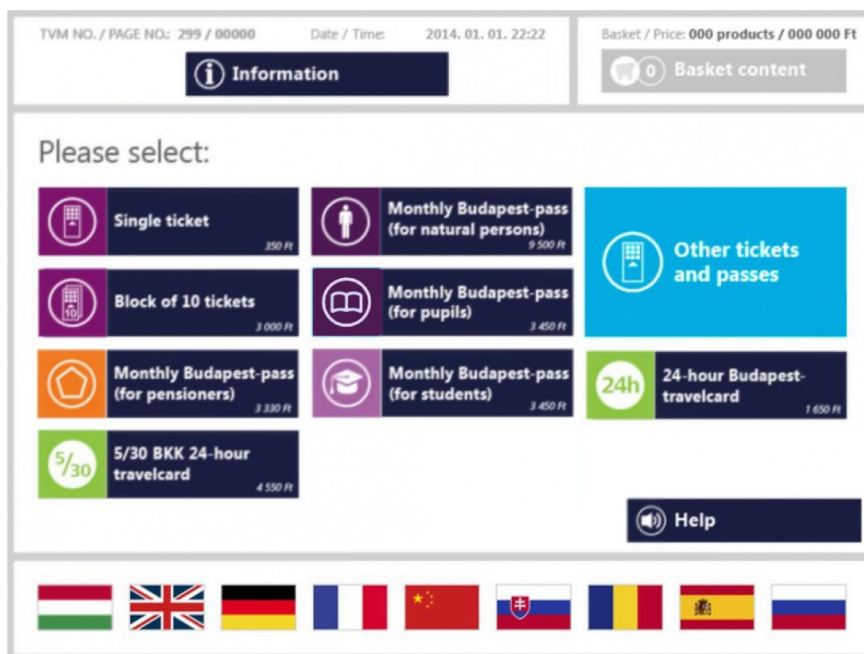 TVM NO. / PAGE NO.: 299 / 00000 Date / Time: 2014. 01. 01. 22:22
Information
Basket / Price: 000 products / 000 000 Ft
0 Basket content
Please select:
Single ticket
350 Ft
Monthly Budapest-pass
(for natural persons)
9 500 Ft
Other tickets
and passes
10
Block of 10 tickets
3 000 Ft
Monthly Budapest-pass
(for pupils)
3 450 Ft
Monthly Budapest-pass
(for pensioners)
3 330 Ft
Monthly Budapest-pass
(for students)
3 450 Ft
24h
24-hour Budapest-
travelcard
1 650 Ft
5/30
5/30 BKK 24-hour
travelcard
4 550 Ft
Help